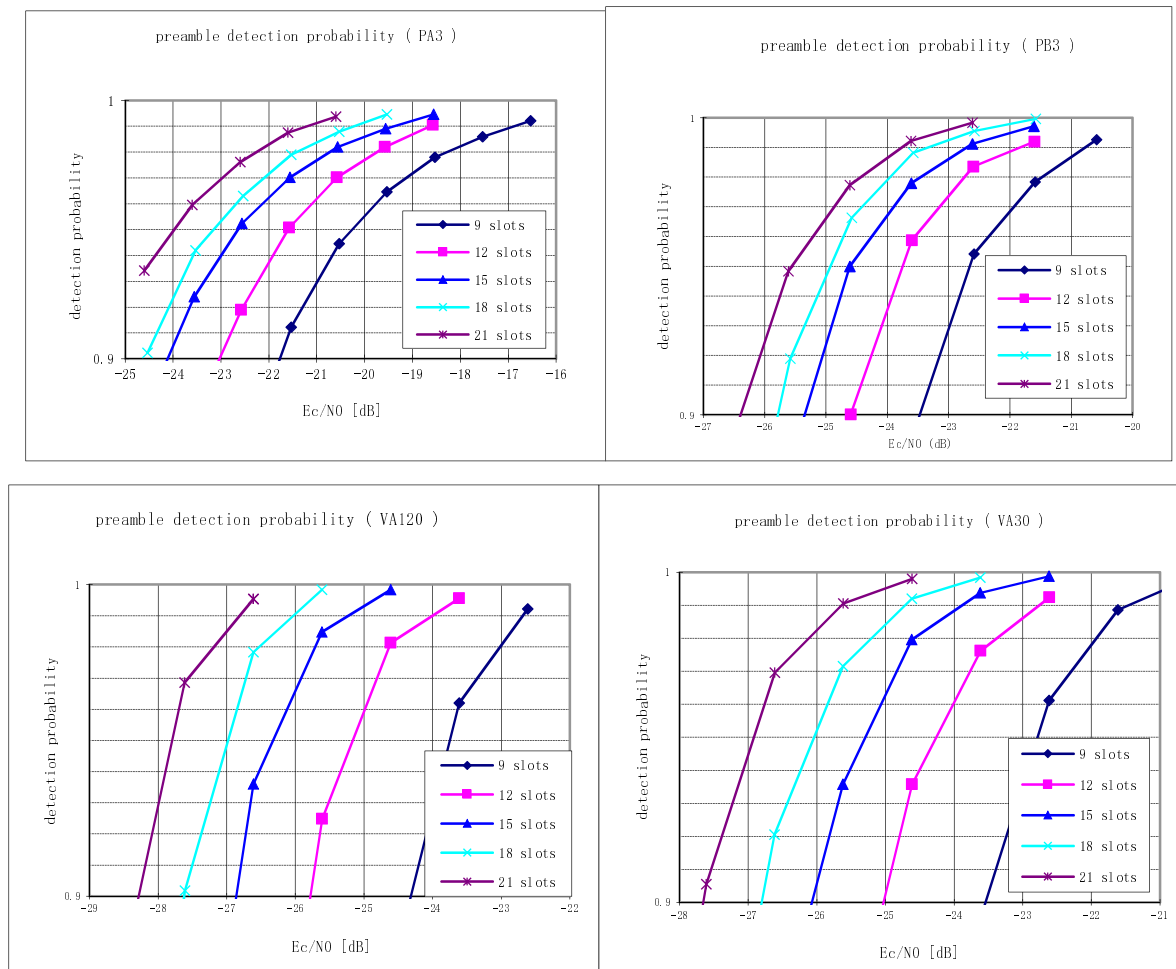 preamble detection probability ( PA3 )
1
0.9
detection probability
-25 -24 -23 -22 -21 -20 -19 -18 -17 -16
Ec/N0 [dB]
9 slots
12 slots
15 slots
18 slots
21 slots
preamble detection probability ( PB3 )
1
0.9
detection probability
-27 -26 -25 -24 -23 -22 -21 -20
Ec/N0 (dB)
9 slots
12 slots
15 slots
18 slots
21 slots
preamble detection probability ( VA120 )
1
0.9
detection probability
-29 -28 -27 -26 -25 -24 -23 -22
Ec/N0 [dB]
9 slots
12 slots
15 slots
18 slots
21 slots
preamble detection probability ( VA30 )
1
0.9
detection probability
-28 -27 -26 -25 -24 -23 -22 -21
Ec/N0 [dB]
9 slots
12 slots
15 slots
18 slots
21 slots